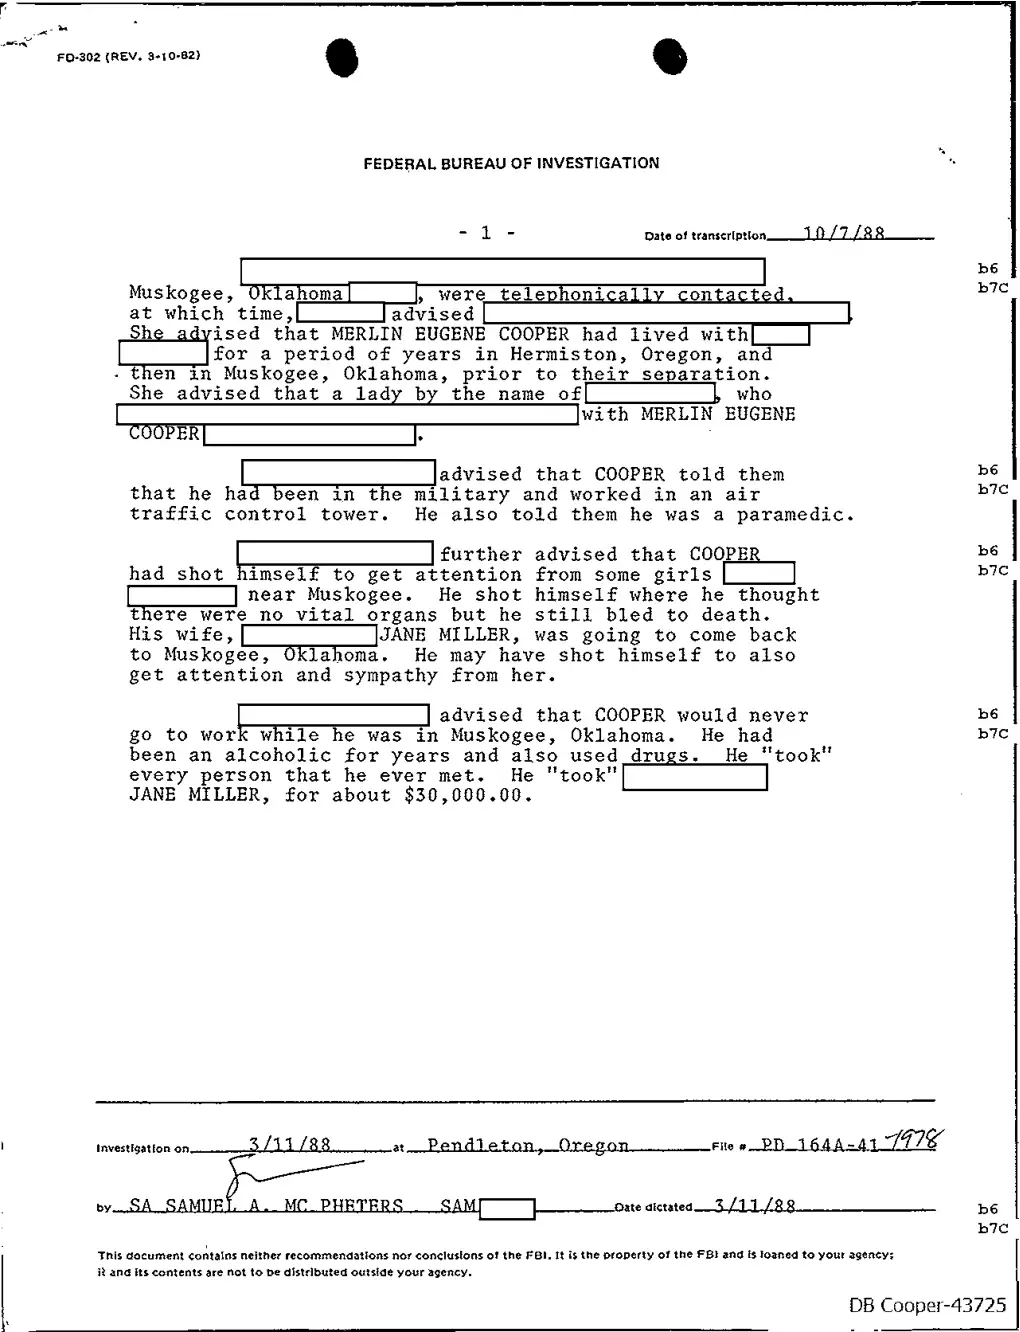 FD-302 (REV. 3-10-82)
FEDERAL BUREAU OF INVESTIGATION
- 1 - Date of transcription 10/7/88
b6
Muskogee, Oklahoma , were telephonically contacted, b7C
at which time, advised .
She advised that MERLIN EUGENE COOPER had lived with
for a period of years in Hermiston, Oregon, and
then in Muskogee, Oklahoma, prior to their separation.
She advised that a lady by the name of , who
with MERLIN EUGENE
COOPER .
advised that COOPER told them b6
that he had been in the military and worked in an air b7C
traffic control tower. He also told them he was a paramedic.
further advised that COOPER b6
had shot himself to get attention from some girls b7C
near Muskogee. He shot himself where he thought
there were no vital organs but he still bled to death.
His wife, JANE MILLER, was going to come back
to Muskogee, Oklahoma. He may have shot himself to also
get attention and sympathy from her.
advised that COOPER would never b6
go to work while he was in Muskogee, Oklahoma. He had b7C
been an alcoholic for years and also used drugs. He "took"
every person that he ever met. He "took"
JANE MILLER, for about $30,000.00.
Investigation on 3/11/88 at Pendleton, Oregon File # PD 164A-41 -1978
by SA SAMUEL A. MC PHETERS SAM Date dictated 3/11/88 b6
b7C
This document contains neither recommendations nor conclusions of the FBI. It is the property of the FBI and is loaned to your agency;
it and its contents are not to be distributed outside your agency.
DB Cooper-43725